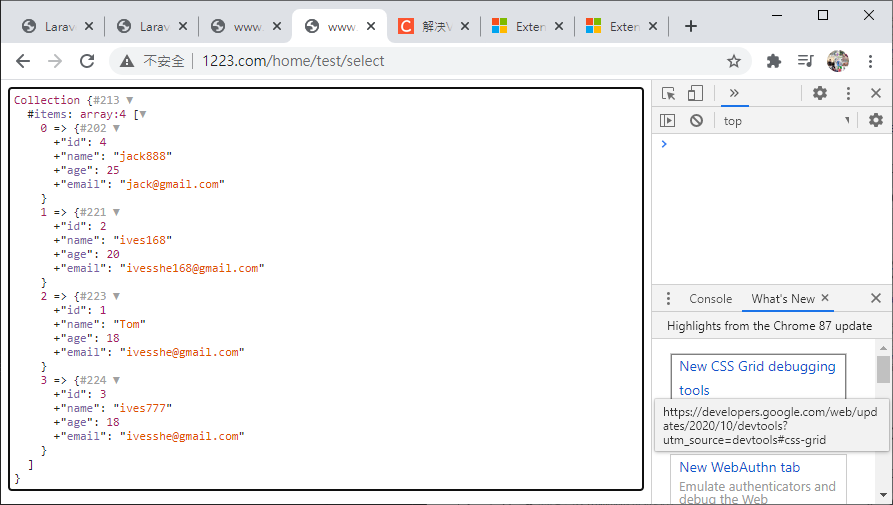 Larav
Larav
www.
www.
解决V
Exter
Exter
不安全
1223.com/home/test/select
Collection {#213 ▼
#items: array:4 [▼
0 => {#202 ▼
+"id": 4
+"name": "jack888"
+"age": 25
+"email": "jack@gmail.com"
}
1 => {#221 ▼
+"id": 2
+"name": "ives168"
+"age": 20
+"email": "ivesshe168@gmail.com"
}
2 => {#223 ▼
+"id": 1
+"name": "Tom"
+"age": 18
+"email": "ivesshe@gmail.com"
}
3 => {#224 ▼
+"id": 3
+"name": "ives777"
+"age": 18
+"email": "ivesshe@gmail.com"
}
]
}
top
Console
What's New
Highlights from the Chrome 87 update
New CSS Grid debugging
tools
https://developers.google.com/web/up
dates/2020/10/devtools?
utm_source=devtools#css-grid
New WebAuthn tab
Emulate authenticators and
debug the Web